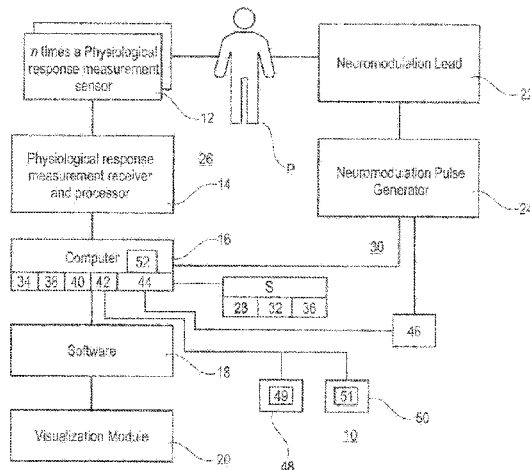 n times a Physiological
response measurement
sensor
12
P
Neuromodulation Lead
22
Physiological response
measurement receiver
and processor
14
26
Neuromodulation Pulse
Generator
24
Computer
52
16
30
34 38 40 42 44
S
28 32 36
46
Software
18
49
48
51
50
10
Visualization Module
20